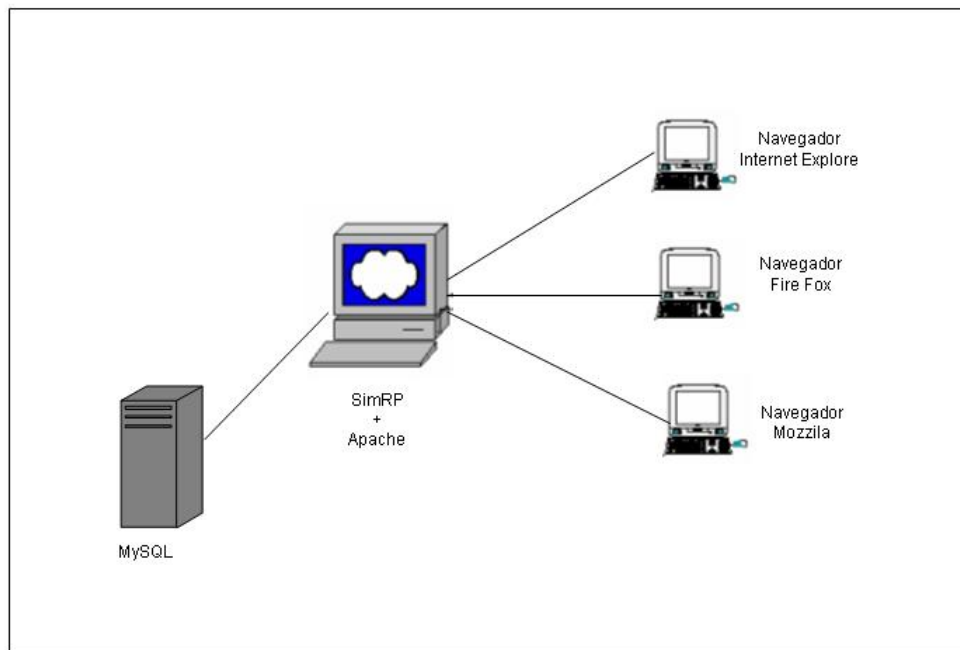 Navegador
Internet Explore
Navegador
Fire Fox
SimRP
+
Apache
Navegador
Mozzila
MySQL